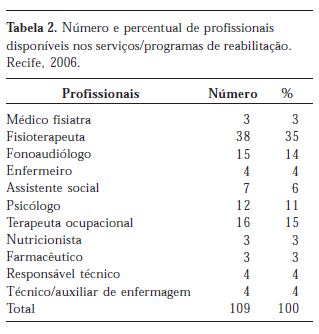 Tabela 2. Número e percentual de profissionais
disponíveis nos serviços/programas de reabilitação.
Recife, 2006.
Profissionais Número %
Médico fisiatra 3 3
Fisioterapeuta 38 35
Fonoaudiólogo 15 14
Enfermeiro 4 4
Assistente social 7 6
Psicólogo 12 11
Terapeuta ocupacional 16 15
Nutricionista 3 3
Farmacêutico 3 3
Responsável técnico 4 4
Técnico/auxiliar de enfermagem 4 4
Total 109 100